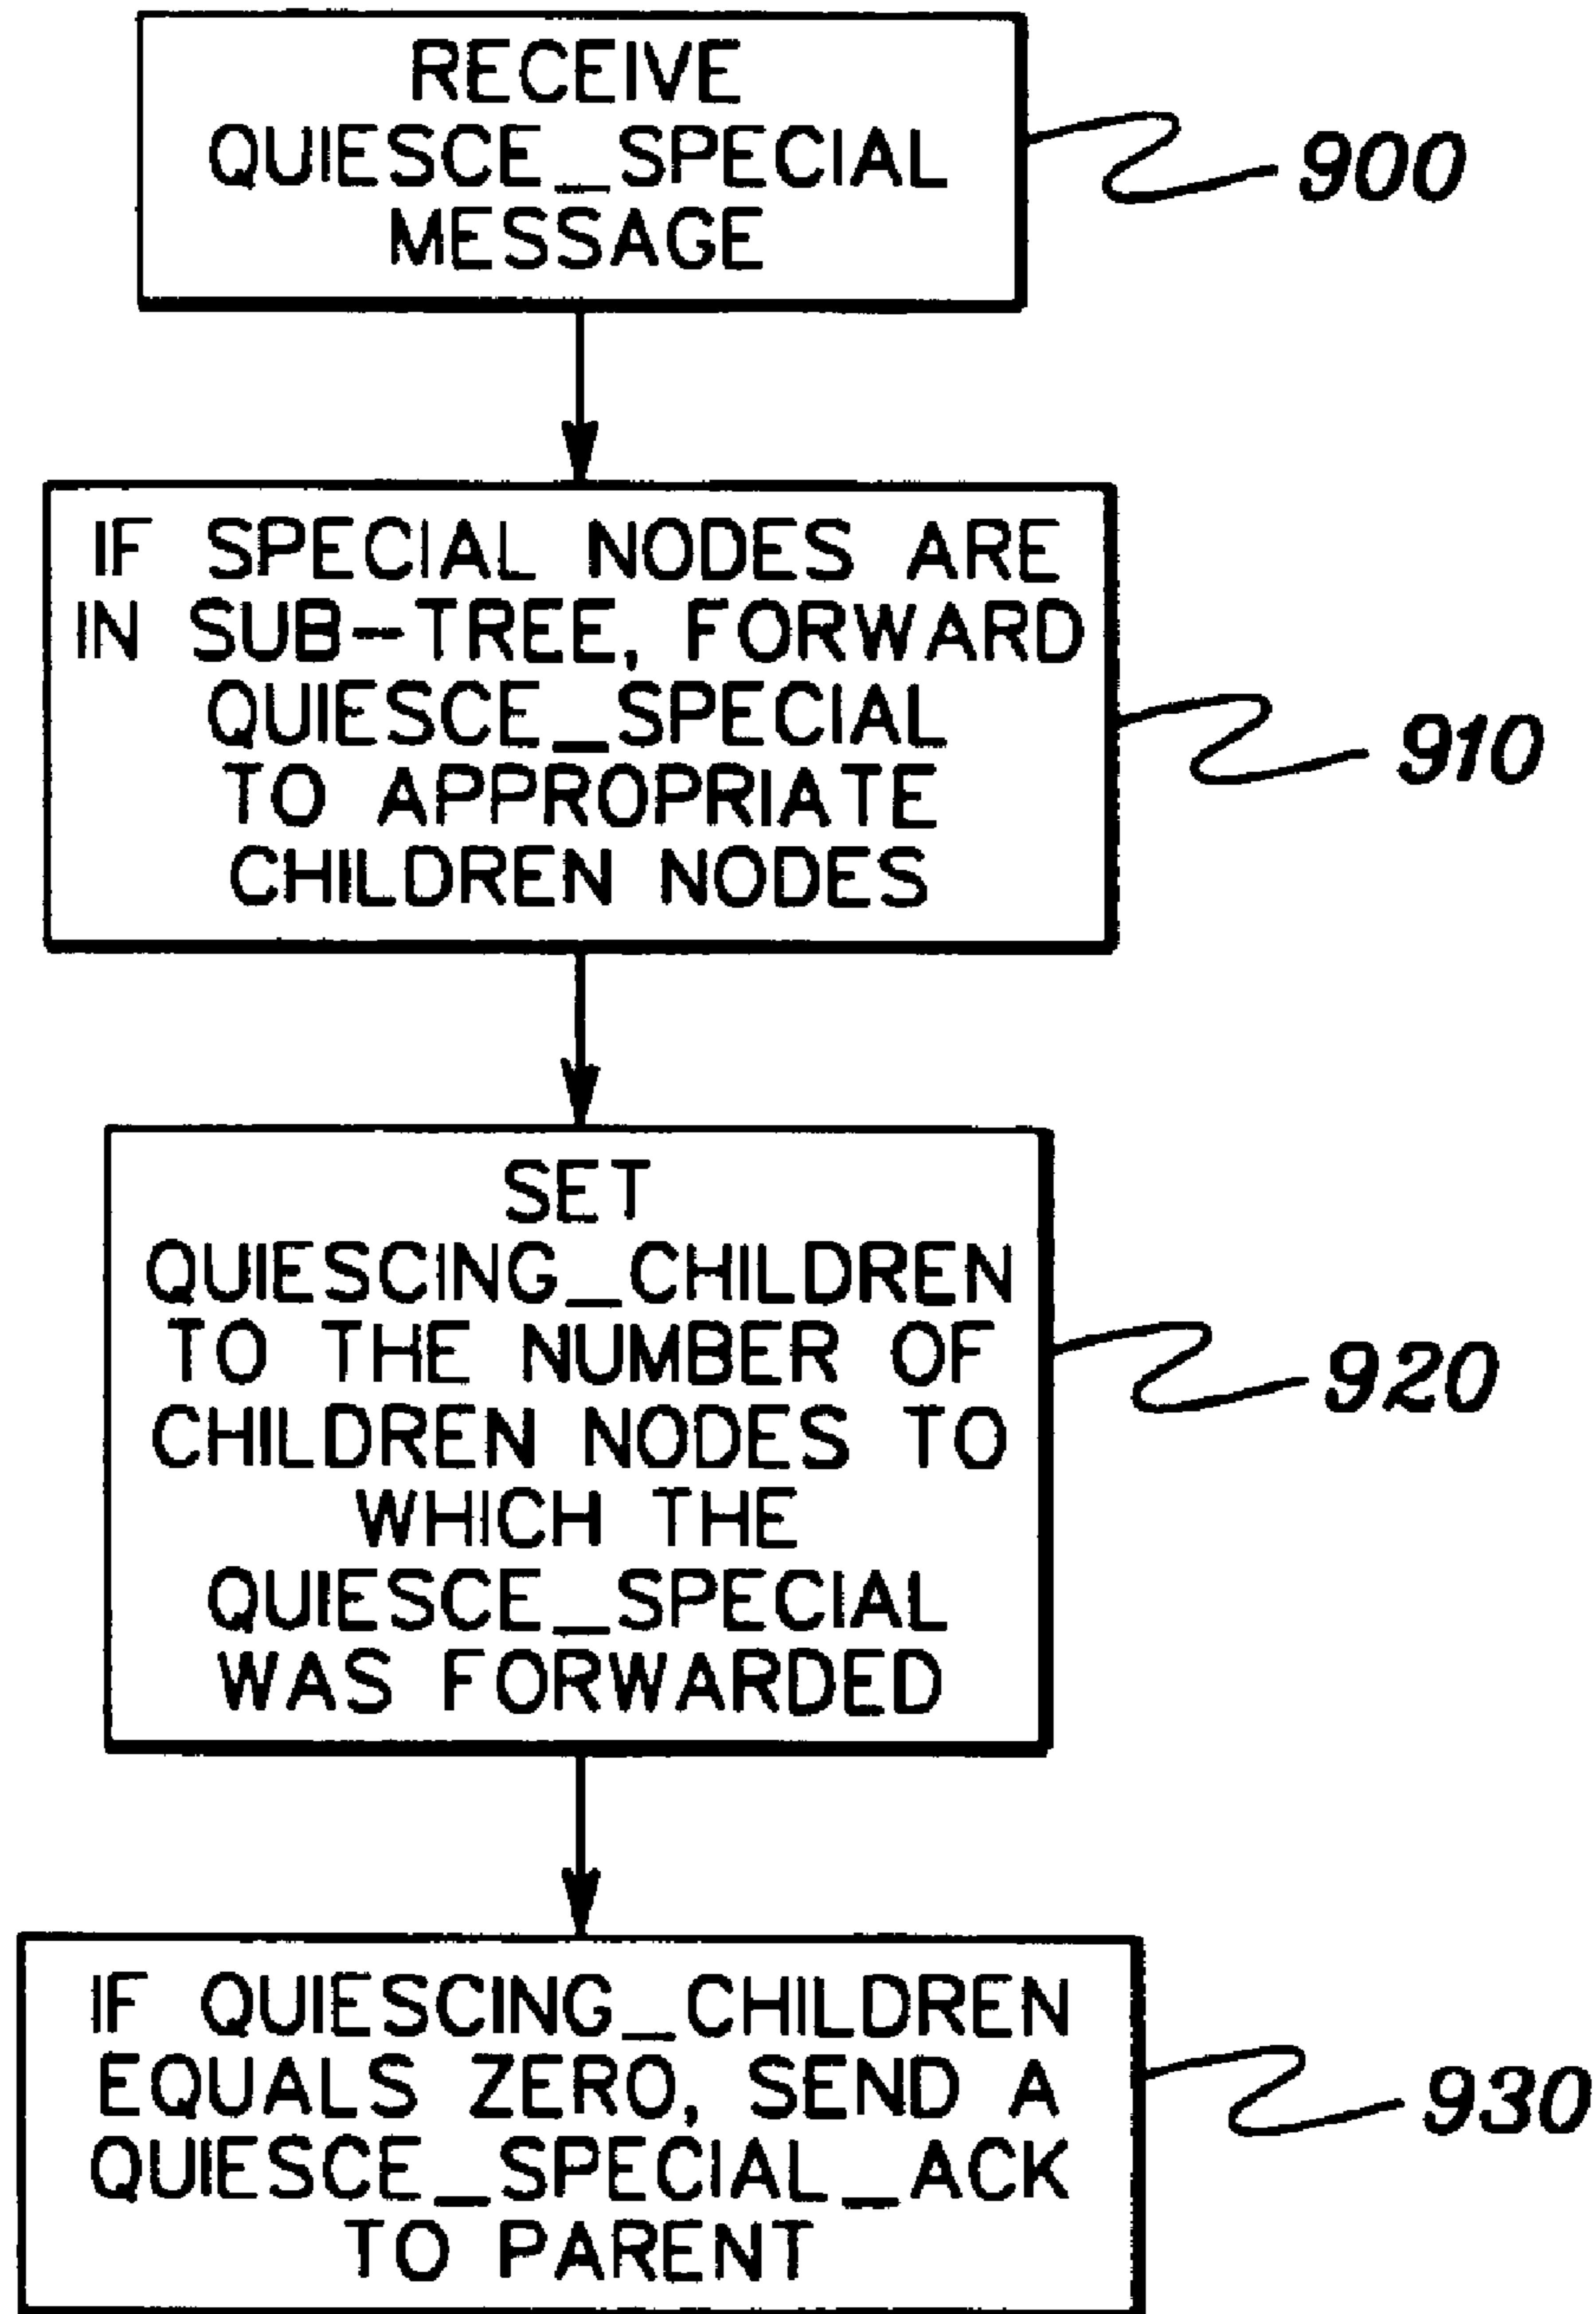 RECEIVE
QUIESCE_SPECIAL
MESSAGE
900
IF SPECIAL NODES ARE
IN SUB--TREE, FORWARD
QUIESCE_SPECIAL
TO APPROPRIATE
CHILDREN NODES
910
SET
QUIESCING_CHILDREN
TO THE NUMBER OF
CHILDREN NODES TO
WHICH THE
QUIESCE_SPECIAL
WAS FORWARDED
920
IF QUIESCING_CHILDREN
EQUALS ZERO, SEND A
QUIESCE_SPECIAL_ACK
TO PARENT
930